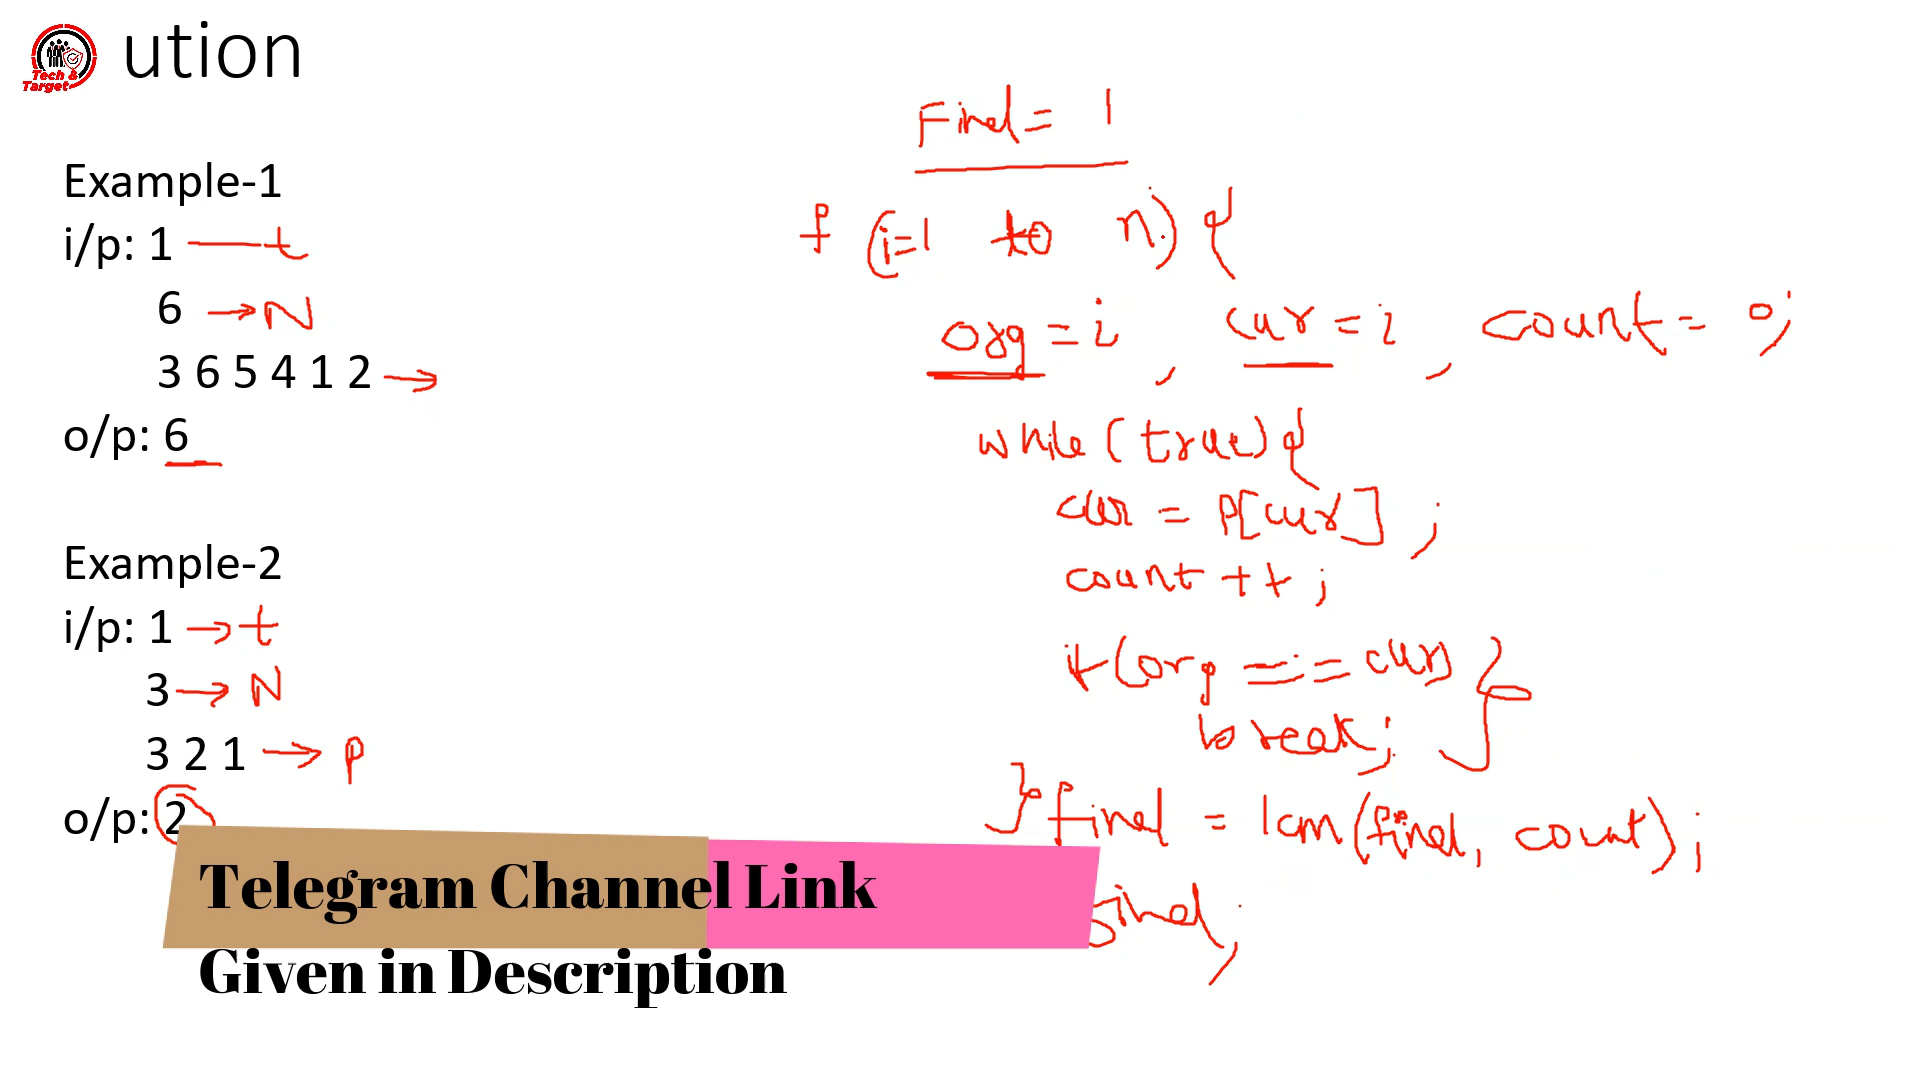 Tech &
Target
ution
Example-1
i/p: 1 — t
6 → N
3 6 5 4 1 2 →
o/p: 6
Example-2
i/p: 1 → t
3 → N
3 2 1 → P
o/p: 2
Final = 1
f (i=1 to n) {
org = i , cur = i , count = 0;
while (true) {
cur = P[cur] ;
count ++ ;
if (org == cur)
break; }
} final = lcm (final, count) ;
final;
Telegram Channel Link
Given in Description